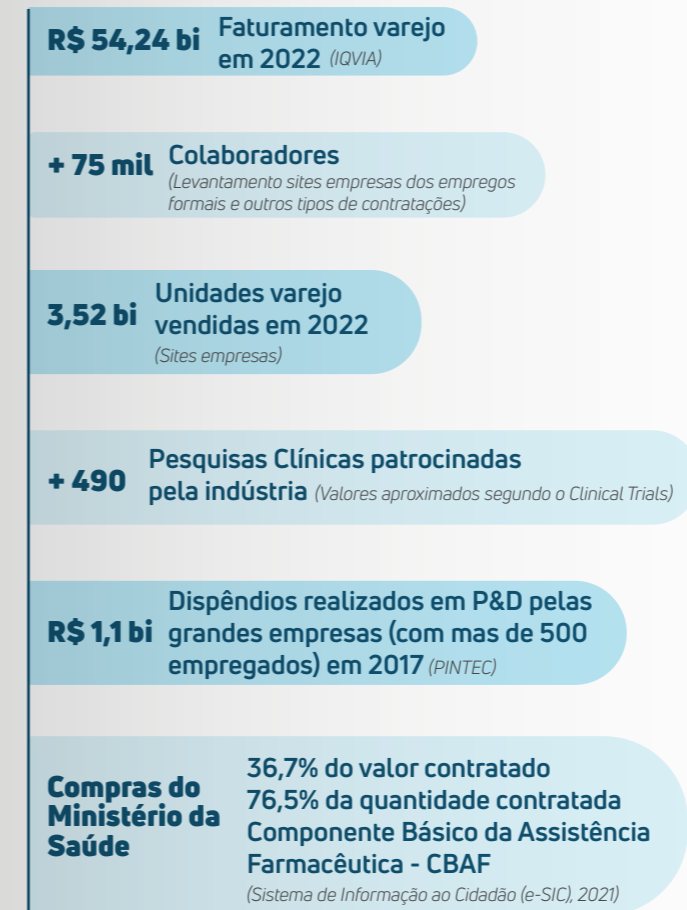 R$ 54,24 bi Faturamento varejo
em 2022 (IQVIA)
+ 75 mil Colaboradores
(Levantamento sites empresas dos empregos
formais e outros tipos de contratações)
3,52 bi Unidades varejo
vendidas em 2022
(Sites empresas)
+ 490 Pesquisas Clínicas patrocinadas
pela indústria (Valores aproximados segundo o Clinical Trials)
R$ 1,1 bi Dispêndios realizados em P&D pelas
grandes empresas (com mas de 500
empregados) em 2017 (PINTEC)
Compras do
Ministério da
Saúde
36,7% do valor contratado
76,5% da quantidade contratada
Componente Básico da Assistência
Farmacêutica - CBAF
(Sistema de Informação ao Cidadão (e-SIC), 2021)